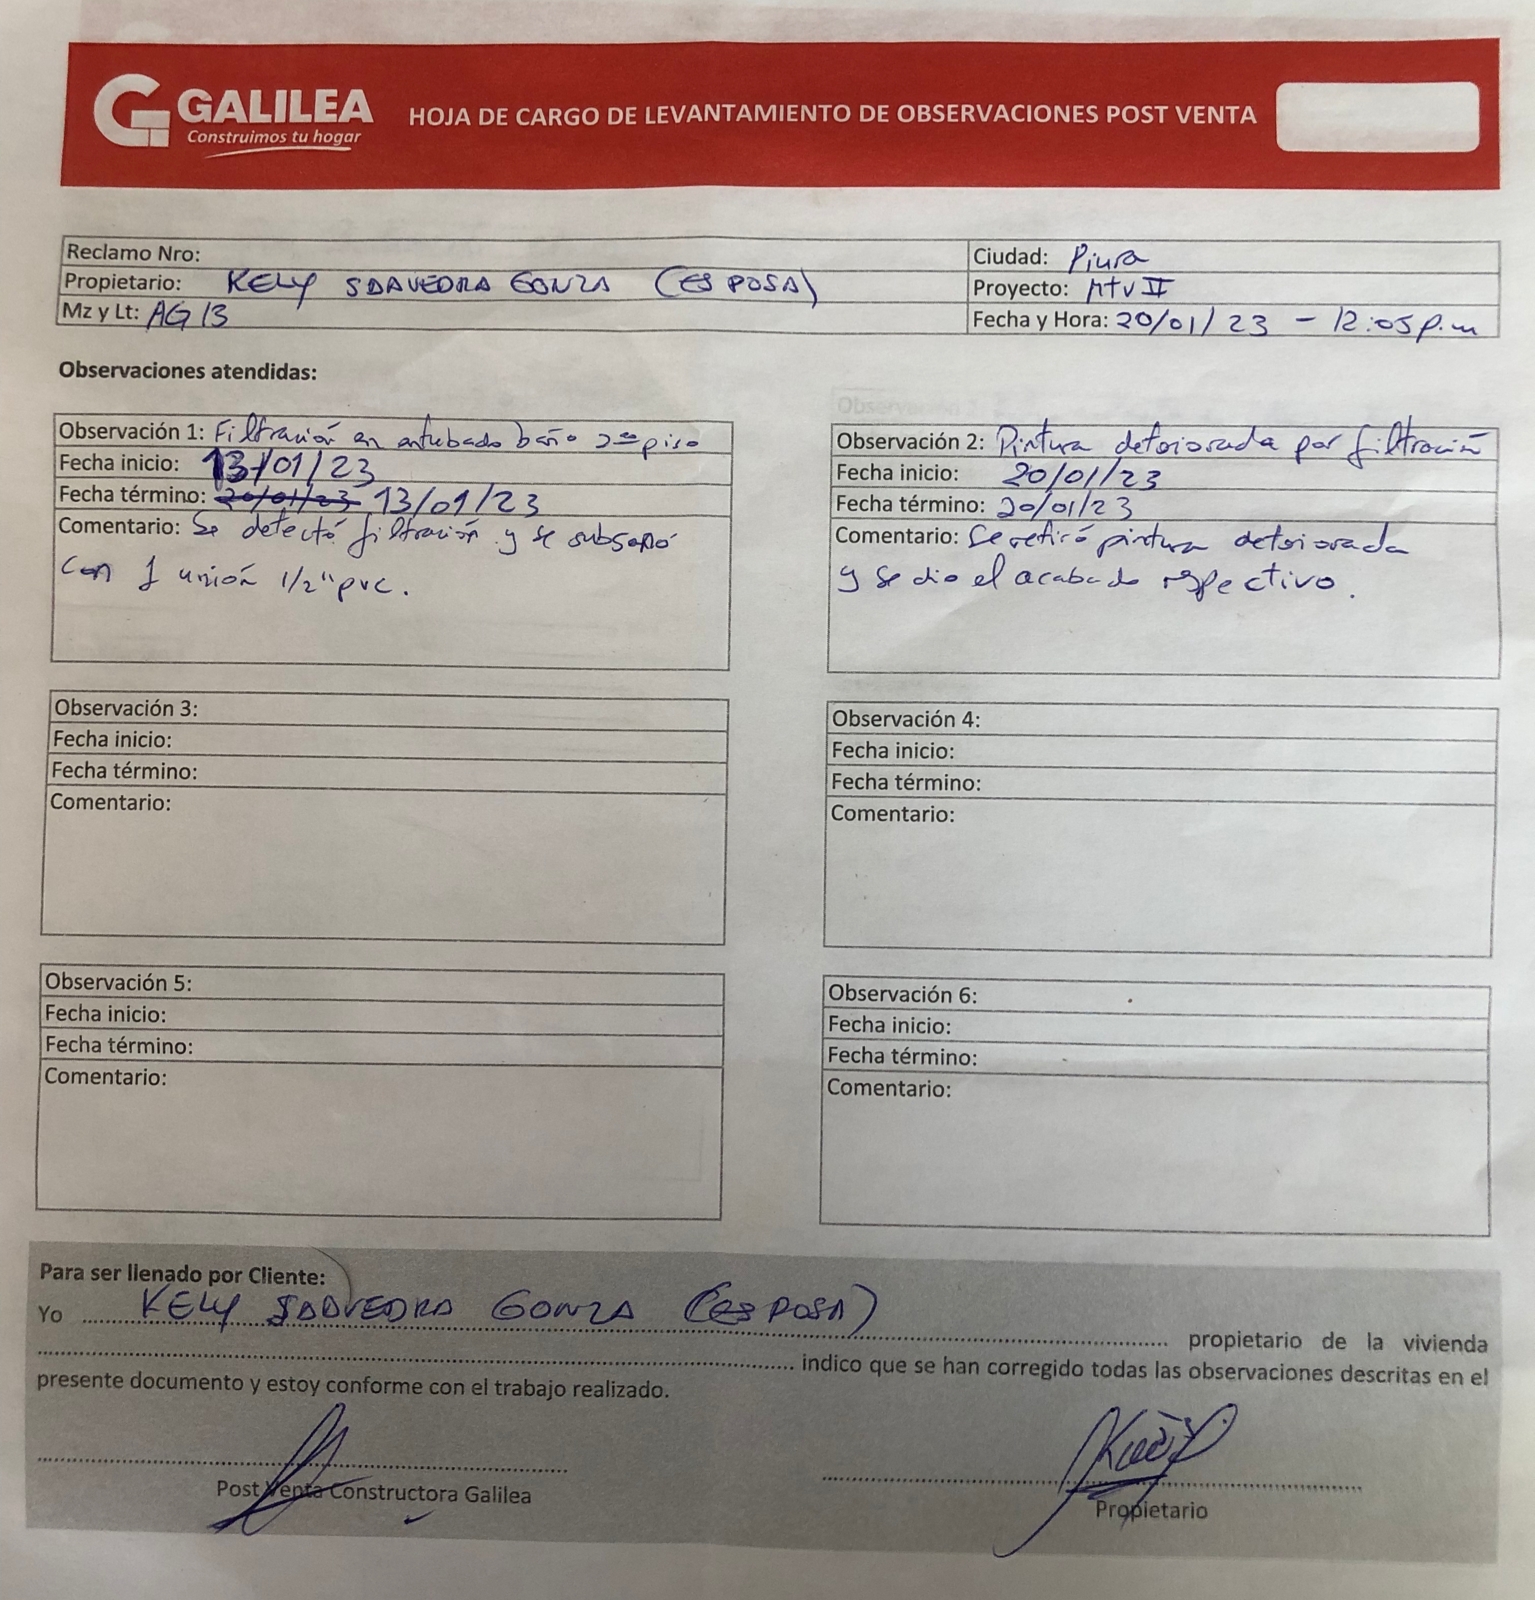 GALILEA
Construimos tu hogar
HOJA DE CARGO DE LEVANTAMIENTO DE OBSERVACIONES POST VENTA
Reclamo Nro:
Propietario: KELY SAAVEDRA GONZA (ESPOSA)
Mz y Lt: AG 13
Ciudad: Piura
Proyecto: MTV II
Fecha y Hora: 20/01/23 - 12:05 p.m
Observaciones atendidas:
Observación 1: Filtración en entubado baño 2do piso
Fecha inicio: 13/01/23
Fecha término: 20/01/23 13/01/23
Comentario: Se detectó filtración y se subsanó
con 1 unión 1/2" pvc.
Observación 2: Pintura deteriorada por filtración
Fecha inicio: 20/01/23
Fecha término: 20/01/23
Comentario: Se retiró pintura deteriorada
y se dio el acabado respectivo.
Observación 3:
Fecha inicio:
Fecha término:
Comentario:
Observación 4:
Fecha inicio:
Fecha término:
Comentario:
Observación 5:
Fecha inicio:
Fecha término:
Comentario:
Observación 6:
Fecha inicio:
Fecha término:
Comentario:
Para ser llenado por Cliente:
Yo KELY SAAVEDRA GONZA (ESPOSA) propietario de la vivienda
indico que se han corregido todas las observaciones descritas en el
presente documento y estoy conforme con el trabajo realizado.
Post Venta Constructora Galilea
Propietario